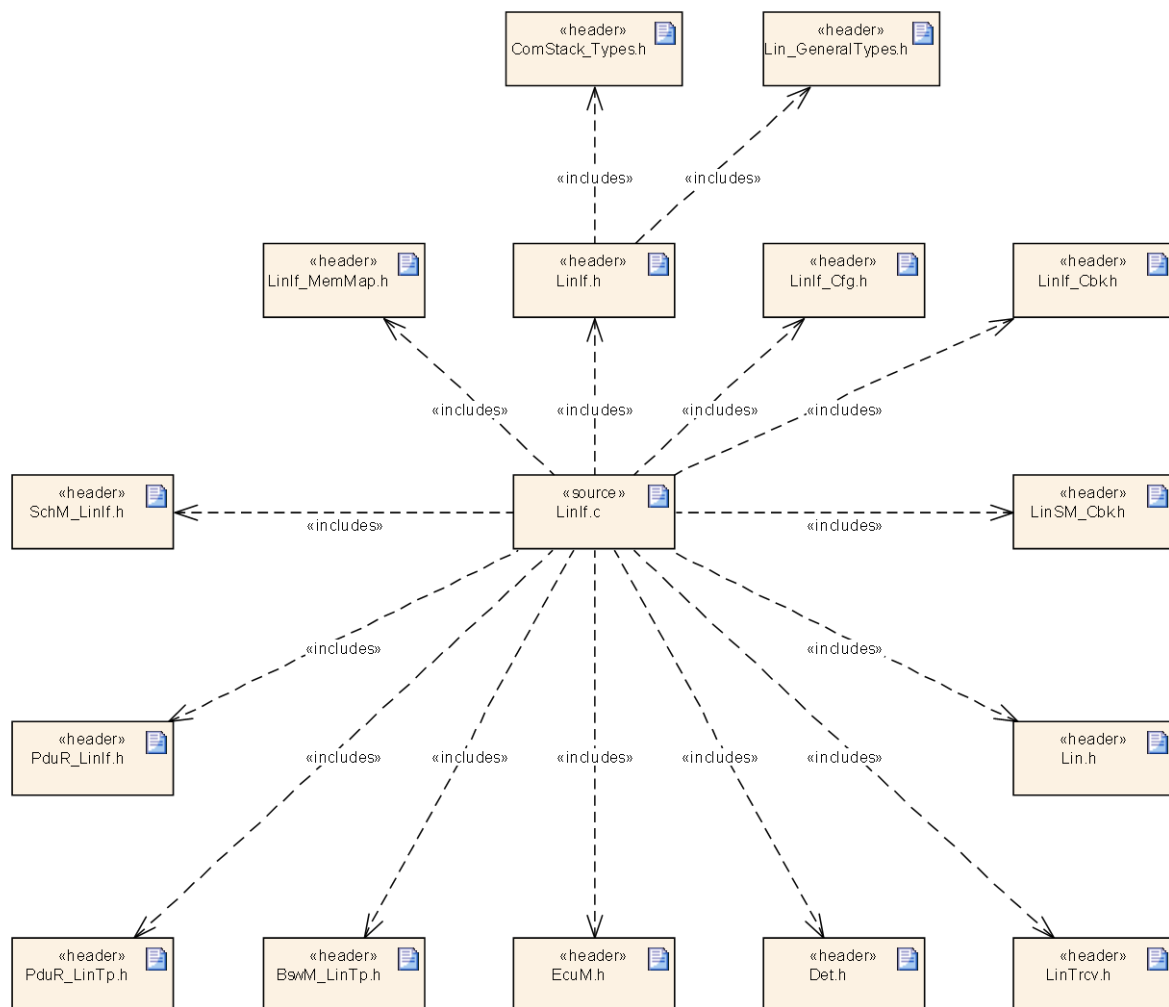 «header»
ComStack_Types.h
«header»
Lin_GeneralTypes.h
«includes»
«includes»
«header»
LinIf_MemMap.h
«header»
LinIf.h
«header»
LinIf_Cfg.h
«header»
LinIf_Cbk.h
«includes»
«includes»
«includes»
«includes»
«header»
SchM_LinIf.h
«source»
LinIf.c
«header»
LinSM_Cbk.h
«includes»
«includes»
«includes»
«includes»
«header»
PduR_LinIf.h
«includes»
«includes»
«includes»
«includes»
«includes»
«header»
Lin.h
«header»
PduR_LinTp.h
«header»
BswM_LinTp.h
«header»
EcuM.h
«header»
Det.h
«header»
LinTrcv.h